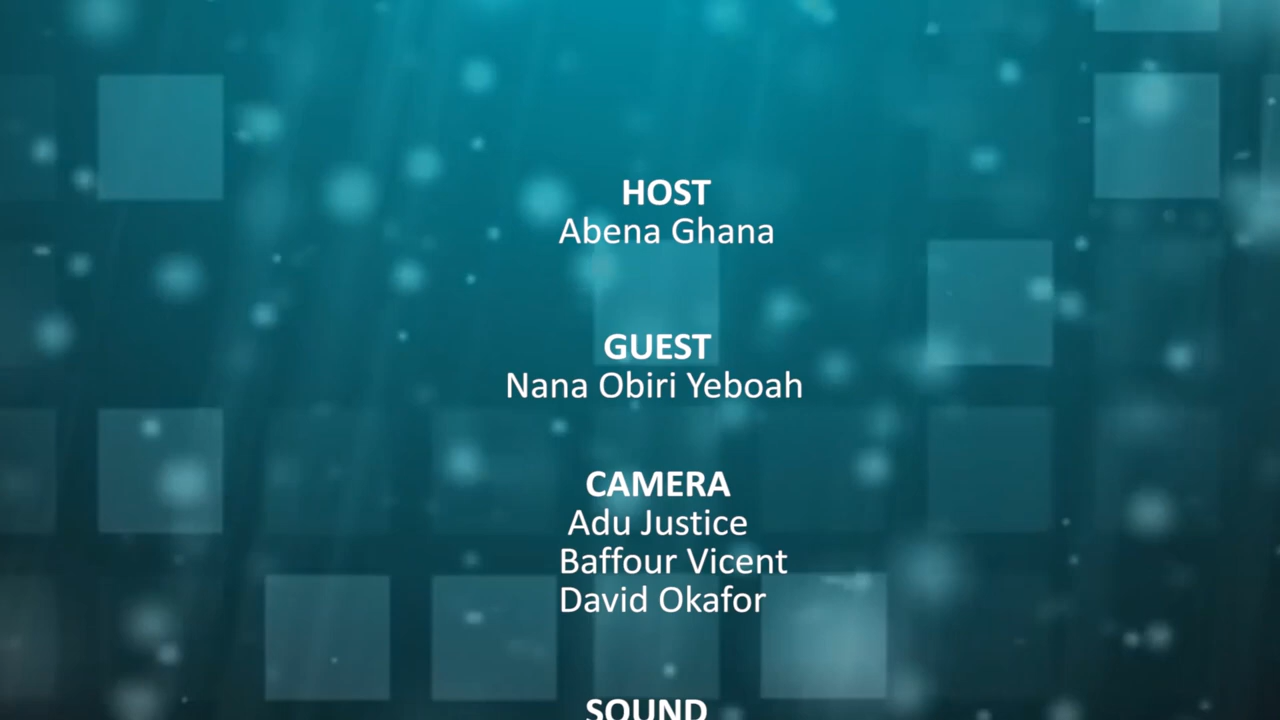 HOST
Abena Ghana
GUEST
Nana Obiri Yeboah
CAMERA
Adu Justice
Baffour Vicent
David Okafor
SOUND